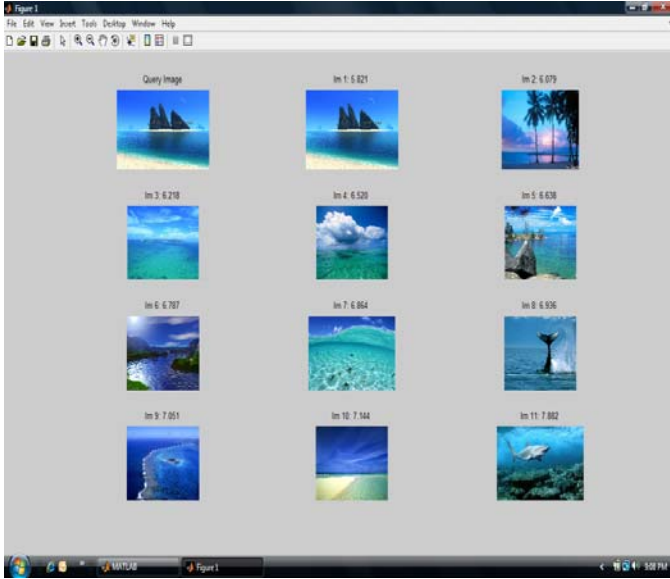 Figure 1
File Edit View Insert Tools Desktop Window Help
Query Image Im 1: 5.821 Im 2: 6.079
Im 3: 6.218 Im 4: 6.520 Im 5: 6.638
Im 6: 6.787 Im 7: 6.864 Im 8: 6.936
Im 9: 7.051 Im 10: 7.144 Im 11: 7.882
MATLAB Figure 1 9:08 PM